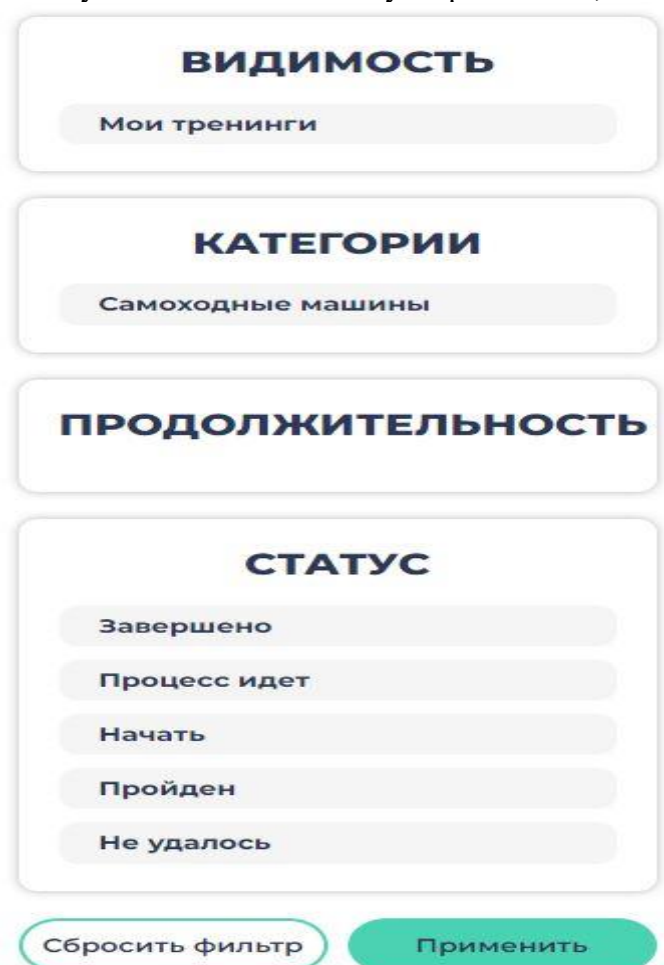 ВИДИМОСТЬ
Мои тренинги
КАТЕГОРИИ
Самоходные машины
ПРОДОЛЖИТЕЛЬНОСТЬ
СТАТУС
Завершено
Процесс идет
Начать
Пройден
Не удалось
Сбросить фильтр
Применить